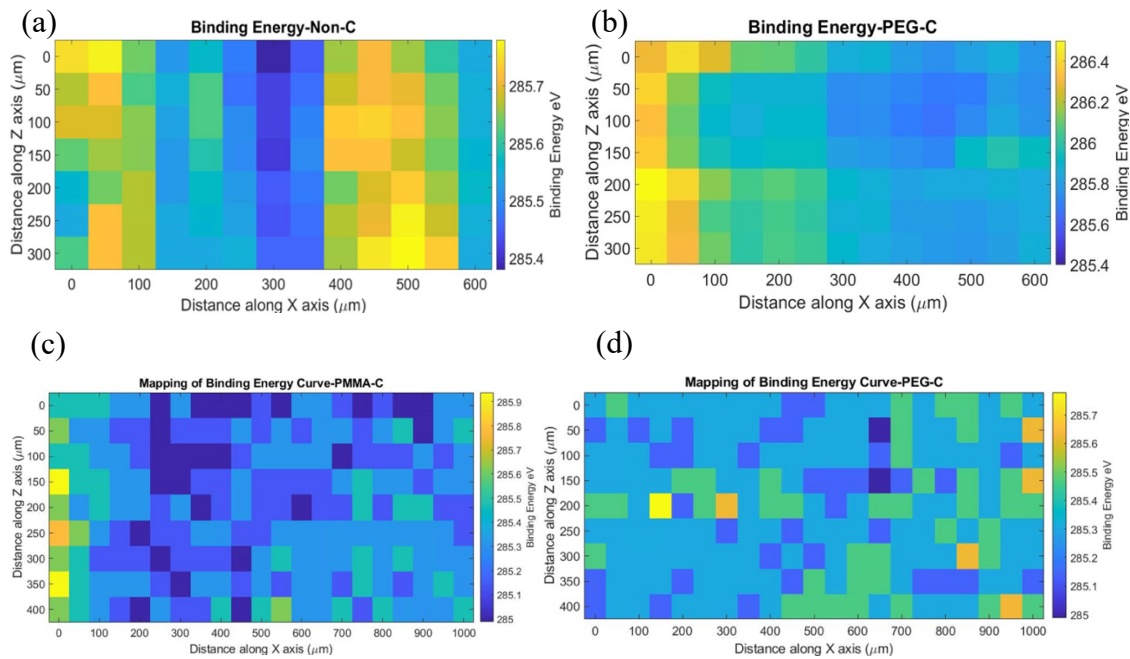 (a)
Binding Energy-Non-C
Distance along Z axis (μm)
0
50
100
150
200
250
300
0 100 200 300 400 500 600
Distance along X axis (μm)
285.7
285.6
285.5
285.4
Binding Energy eV
(b)
Binding Energy-PEG-C
Distance along Z axis (μm)
0
50
100
150
200
250
300
0 100 200 300 400 500 600
Distance along X axis (μm)
286.4
286.2
286
285.8
285.6
285.4
Binding Energy eV
(c)
Mapping of Binding Energy Curve-PMMA-C
Distance along Z axis (μm)
0
50
100
150
200
250
300
350
400
0 100 200 300 400 500 600 700 800 900 1000
Distance along X axis (μm)
285.9
285.8
285.7
285.6
285.5
285.4
285.3
285.2
285.1
285
Binding Energy eV
(d)
Mapping of Binding Energy Curve-PEG-C
Distance along Z axis (μm)
0
50
100
150
200
250
300
350
400
0 100 200 300 400 500 600 700 800 900 1000
Distance along X axis (μm)
285.7
285.6
285.5
285.4
285.3
285.2
285.1
285
Binding Energy eV